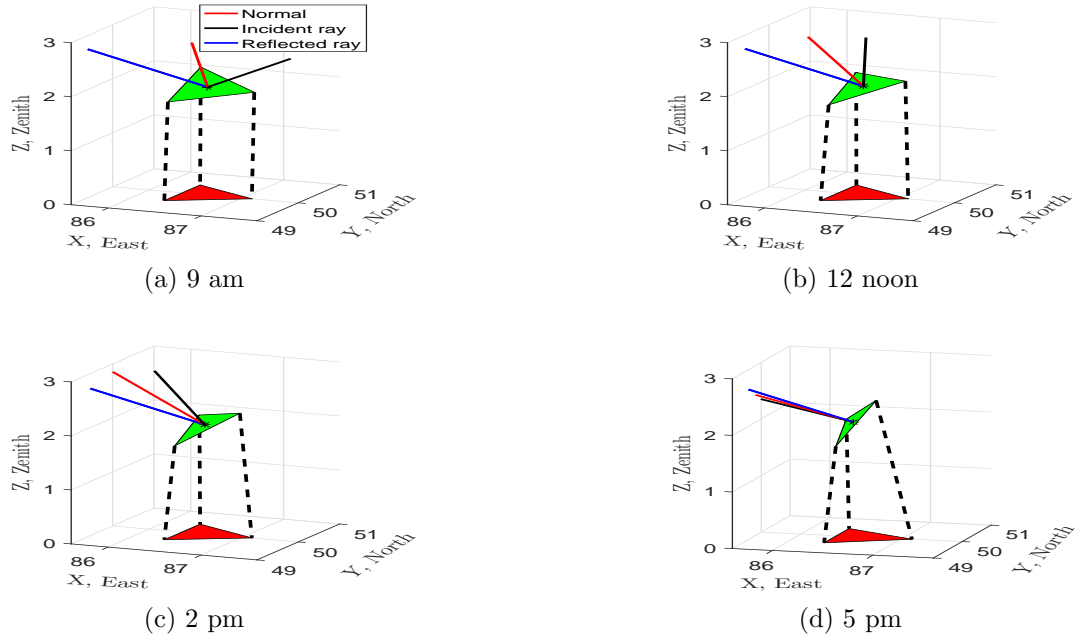 Normal
Incident ray
Reflected ray
3
2
1
0
Z, Zenith
86
87
X, East
49
50
51
Y, North
(a) 9 am
3
2
1
0
Z, Zenith
86
87
X, East
49
50
51
Y, North
(b) 12 noon
3
2
1
0
Z, Zenith
86
87
X, East
49
50
51
Y, North
(c) 2 pm
3
2
1
0
Z, Zenith
86
87
X, East
49
50
51
Y, North
(d) 5 pm